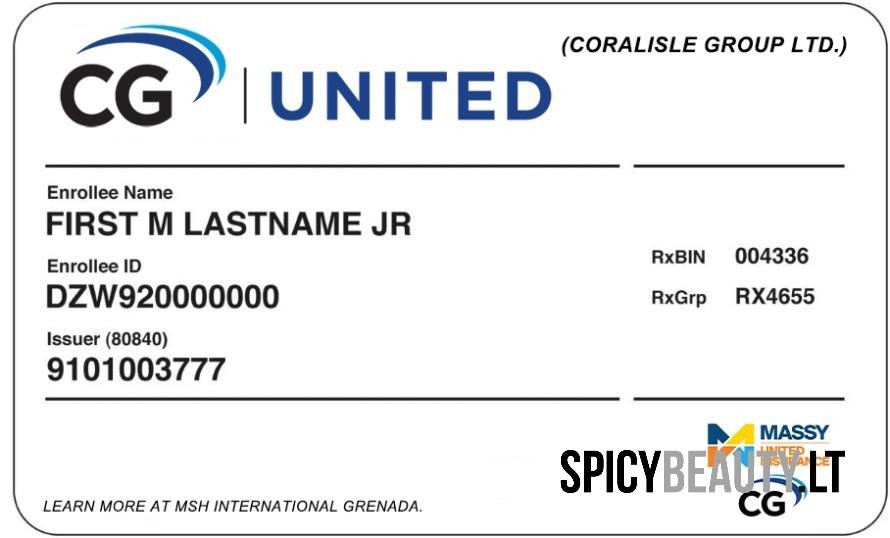 (CORALISLE GROUP LTD.)
CG | UNITED
Enrollee Name
FIRST M LASTNAME JR
Enrollee ID
DZW920000000
Issuer (80840)
9101003777
RxBIN 004336
RxGrp RX4655
MASSY
UNITED
INSURANCE
SPICYBEAUTY.LT
CG
LEARN MORE AT MSH INTERNATIONAL GRENADA.